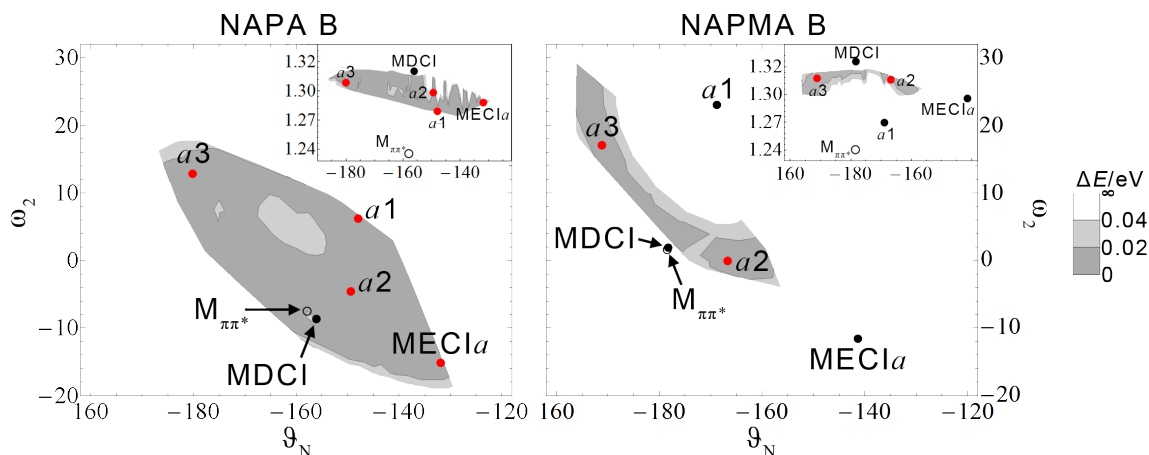 NAPA B
NAPMA B
30
20
10
0
−10
−20
ω2
160
−180
−160
−140
−120
ϑN
a3
a1
a2
Mππ*
MDCI
MECIa
1.32
1.30
1.27
1.24
−180
−160
−140
MDCI
a3
a2
a1
MECIa
Mππ*
a1
a3
MDCI
a2
Mππ*
MECIa
−180
−160
−140
−120
ϑN
30
20
10
0
−10
−20
ω2
1.32
1.30
1.27
1.24
160
−180
−160
MDCI
a3
a2
MECIa
a1
Mππ*
ΔE/eV
∞
0.04
0.02
0